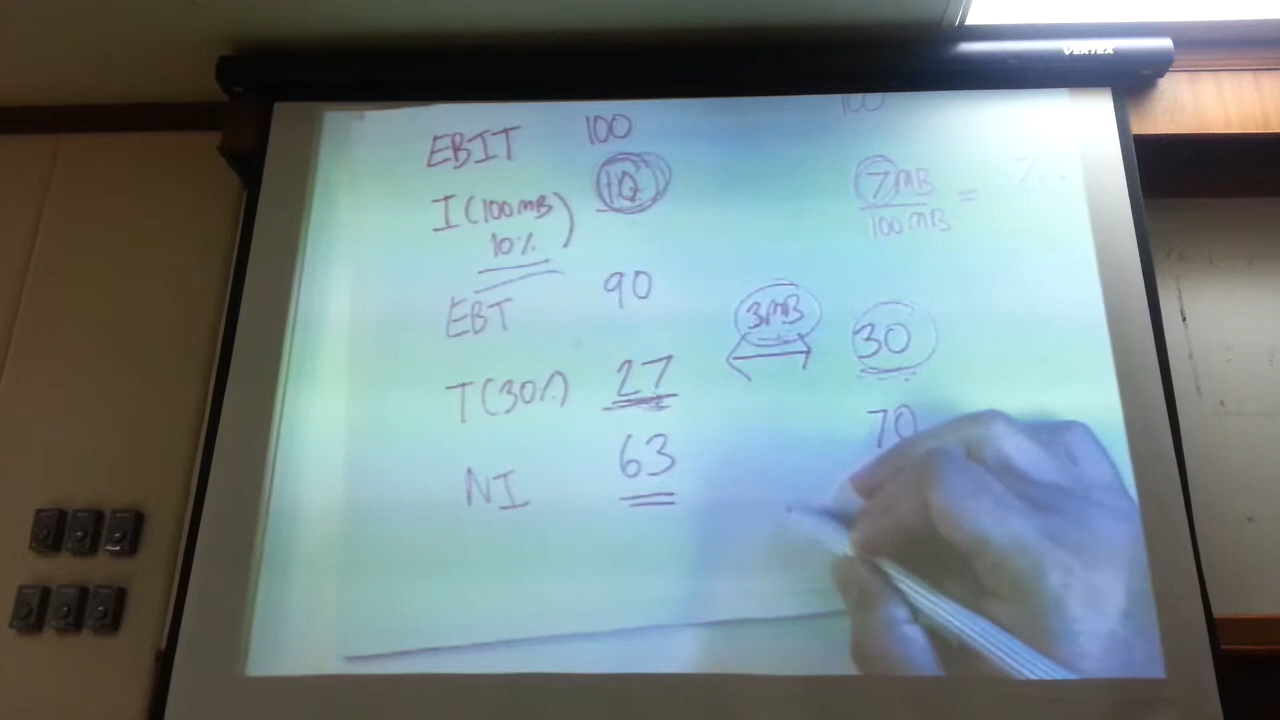 VERTEX
EBIT 100 100
I(100MB) 10 7MB =
10% 100MB
EBT 90
3MB 30
T(30%) 27
70
NI 63